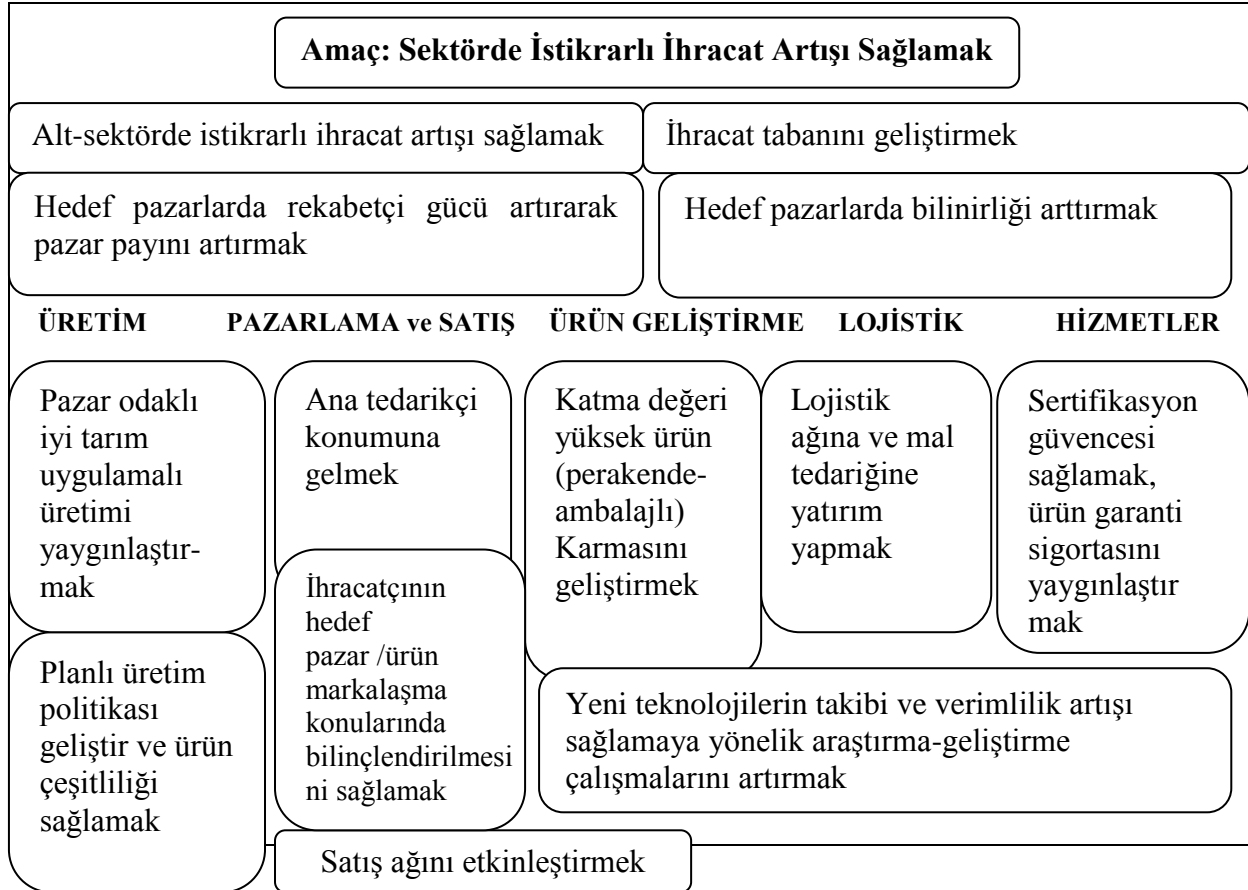 Amaç: Sektörde İstikrarlı İhracat Artışı Sağlamak
Alt-sektörde istikrarlı ihracat artışı sağlamak
İhracat tabanını geliştirmek
Hedef pazarlarda rekabetçi gücü artırarak
pazar payını artırmak
Hedef pazarlarda bilinirliği arttırmak
ÜRETİM
PAZARLAMA ve SATIŞ
ÜRÜN GELİŞTİRME
LOJİSTİK
HİZMETLER
Pazar odaklı
iyi tarım
uygulamalı
üretimi
yaygınlaştır-
mak
Ana tedarikçi
konumuna
gelmek
Katma değeri
yüksek ürün
(perakende-
ambalajlı)
Karmasını
geliştirmek
Lojistik
ağına ve mal
tedariğine
yatırım
yapmak
Sertifikasyon
güvencesi
sağlamak,
ürün garanti
sigortasını
yaygınlaştır
mak
Planlı üretim
politikası
geliştir ve ürün
çeşitliliği
sağlamak
İhracatçının
hedef
pazar /ürün
markalaşma
konularında
bilinçlendirilmesi
ni sağlamak
Yeni teknolojilerin takibi ve verimlilik artışı
sağlamaya yönelik araştırma-geliştirme
çalışmalarını artırmak
Satış ağını etkinleştirmek